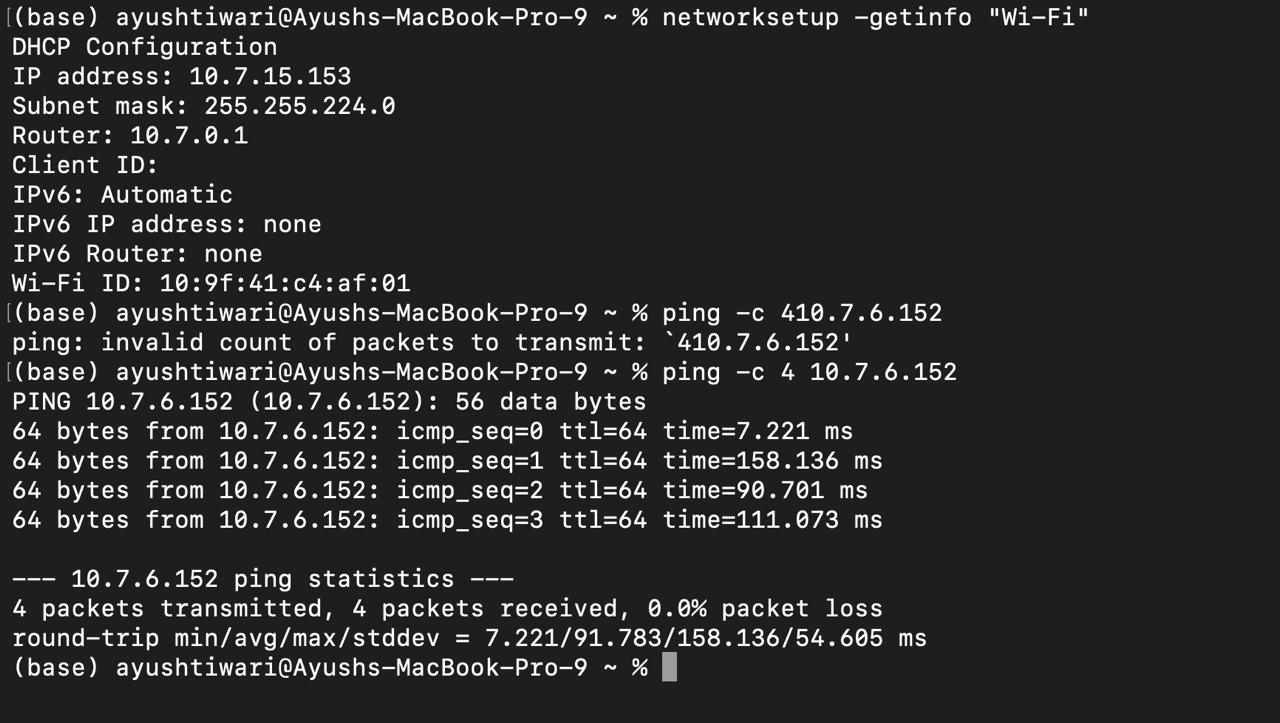 [(base) ayushtiwari@Ayushs-MacBook-Pro-9 ~ % networksetup -getinfo "Wi-Fi"
DHCP Configuration
IP address: 10.7.15.153
Subnet mask: 255.255.224.0
Router: 10.7.0.1
Client ID:
IPv6: Automatic
IPv6 IP address: none
IPv6 Router: none
Wi-Fi ID: 10:9f:41:c4:af:01
[(base) ayushtiwari@Ayushs-MacBook-Pro-9 ~ % ping -c 410.7.6.152
ping: invalid count of packets to transmit: `410.7.6.152'
[(base) ayushtiwari@Ayushs-MacBook-Pro-9 ~ % ping -c 4 10.7.6.152
PING 10.7.6.152 (10.7.6.152): 56 data bytes
64 bytes from 10.7.6.152: icmp_seq=0 ttl=64 time=7.221 ms
64 bytes from 10.7.6.152: icmp_seq=1 ttl=64 time=158.136 ms
64 bytes from 10.7.6.152: icmp_seq=2 ttl=64 time=90.701 ms
64 bytes from 10.7.6.152: icmp_seq=3 ttl=64 time=111.073 ms
--- 10.7.6.152 ping statistics ---
4 packets transmitted, 4 packets received, 0.0% packet loss
round-trip min/avg/max/stddev = 7.221/91.783/158.136/54.605 ms
(base) ayushtiwari@Ayushs-MacBook-Pro-9 ~ %